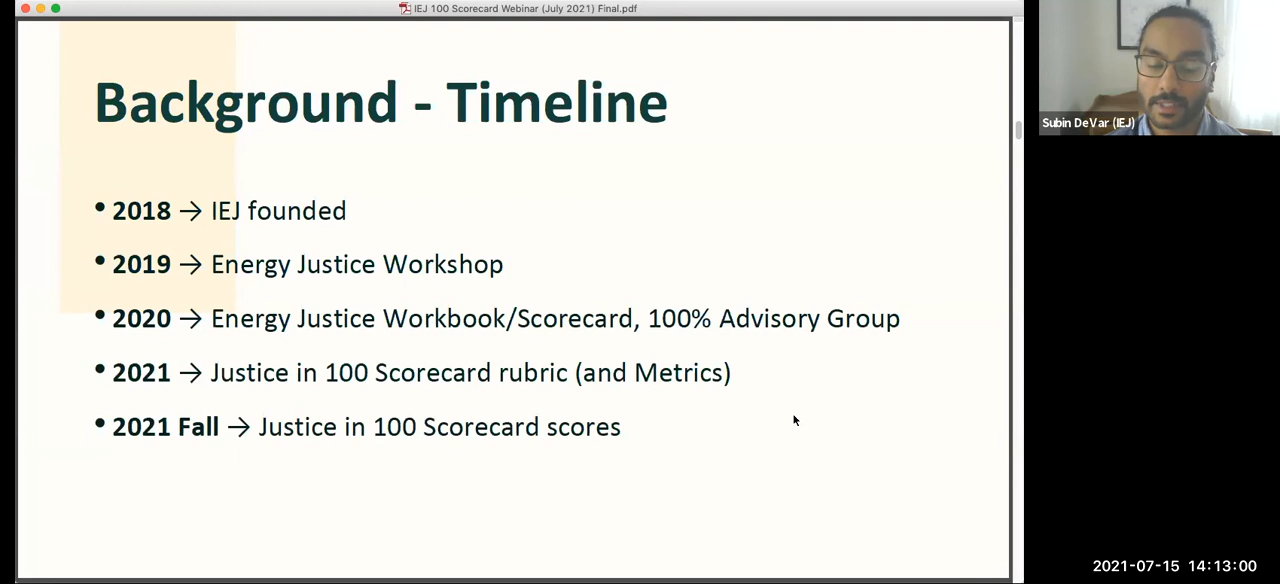 IEJ 100 Scorecard Webinar (July 2021) Final.pdf
Background - Timeline
• 2018 → IEJ founded
• 2019 → Energy Justice Workshop
• 2020 → Energy Justice Workbook/Scorecard, 100% Advisory Group
• 2021 → Justice in 100 Scorecard rubric (and Metrics)
• 2021 Fall → Justice in 100 Scorecard scores
Subin DeVar (IEJ)
2021-07-15 14:13:00